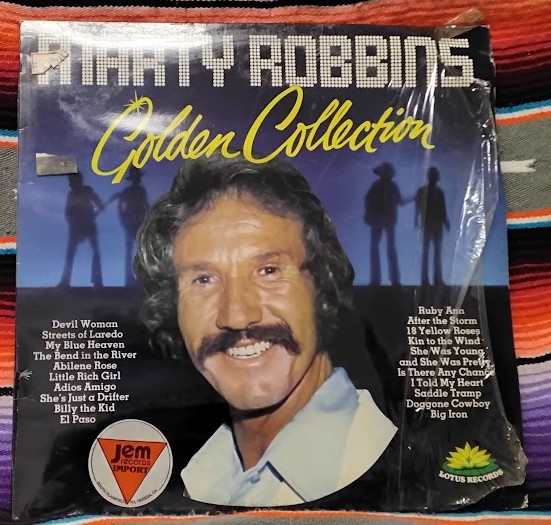 MARTY ROBBINS
Golden Collection
Devil Woman
Streets of Laredo
My Blue Heaven
The Bend in the River
Abilene Rose
Little Rich Girl
Adios Amigo
She's Just a Drifter
Billy the Kid
El Paso
Ruby Ann
After the Storm
18 Yellow Roses
Kin to the Wind
She Was Young
and She Was Pretty
Is There Any Chance
I Told My Heart
Saddle Tramp
Doggone Cowboy
Big Iron
Jem
records
IMPORT
LOTUS RECORDS